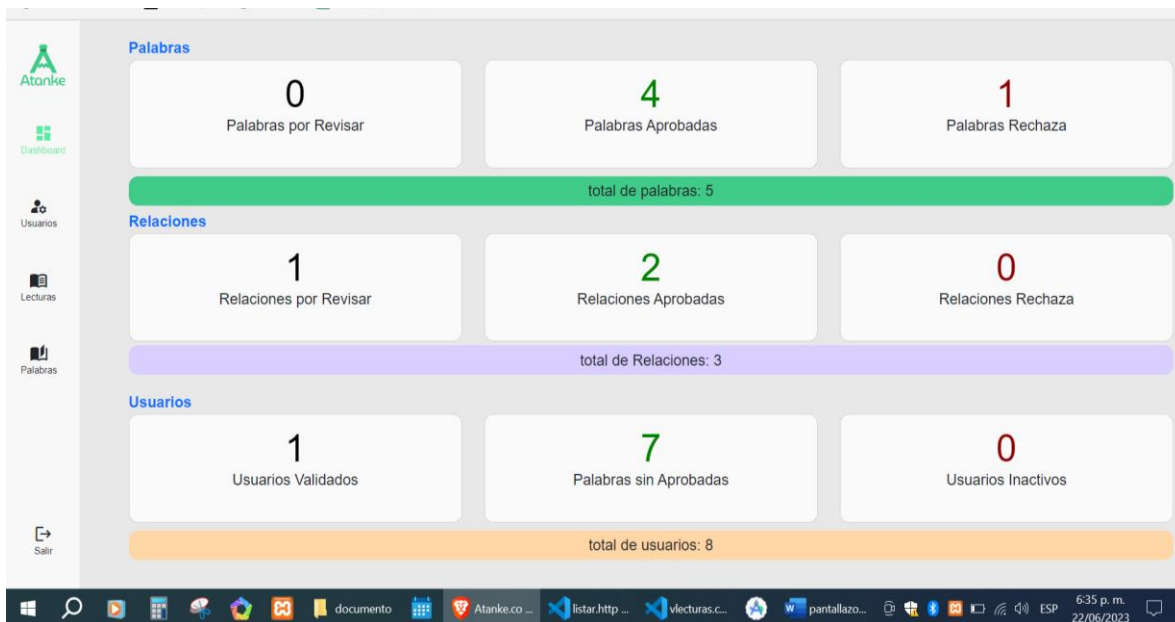 Atanke
Dashboard
Usuarios
Lecturas
Palabras
Salir
Palabras
0
Palabras por Revisar
4
Palabras Aprobadas
1
Palabras Rechaza
total de palabras: 5
Relaciones
1
Relaciones por Revisar
2
Relaciones Aprobadas
0
Relaciones Rechaza
total de Relaciones: 3
Usuarios
1
Usuarios Validados
7
Palabras sin Aprobadas
0
Usuarios Inactivos
total de usuarios: 8
documento
Atanke.co ...
listar.http ...
vlecturas.c...
pantallazo...
ESP
6:35 p. m.
22/06/2023